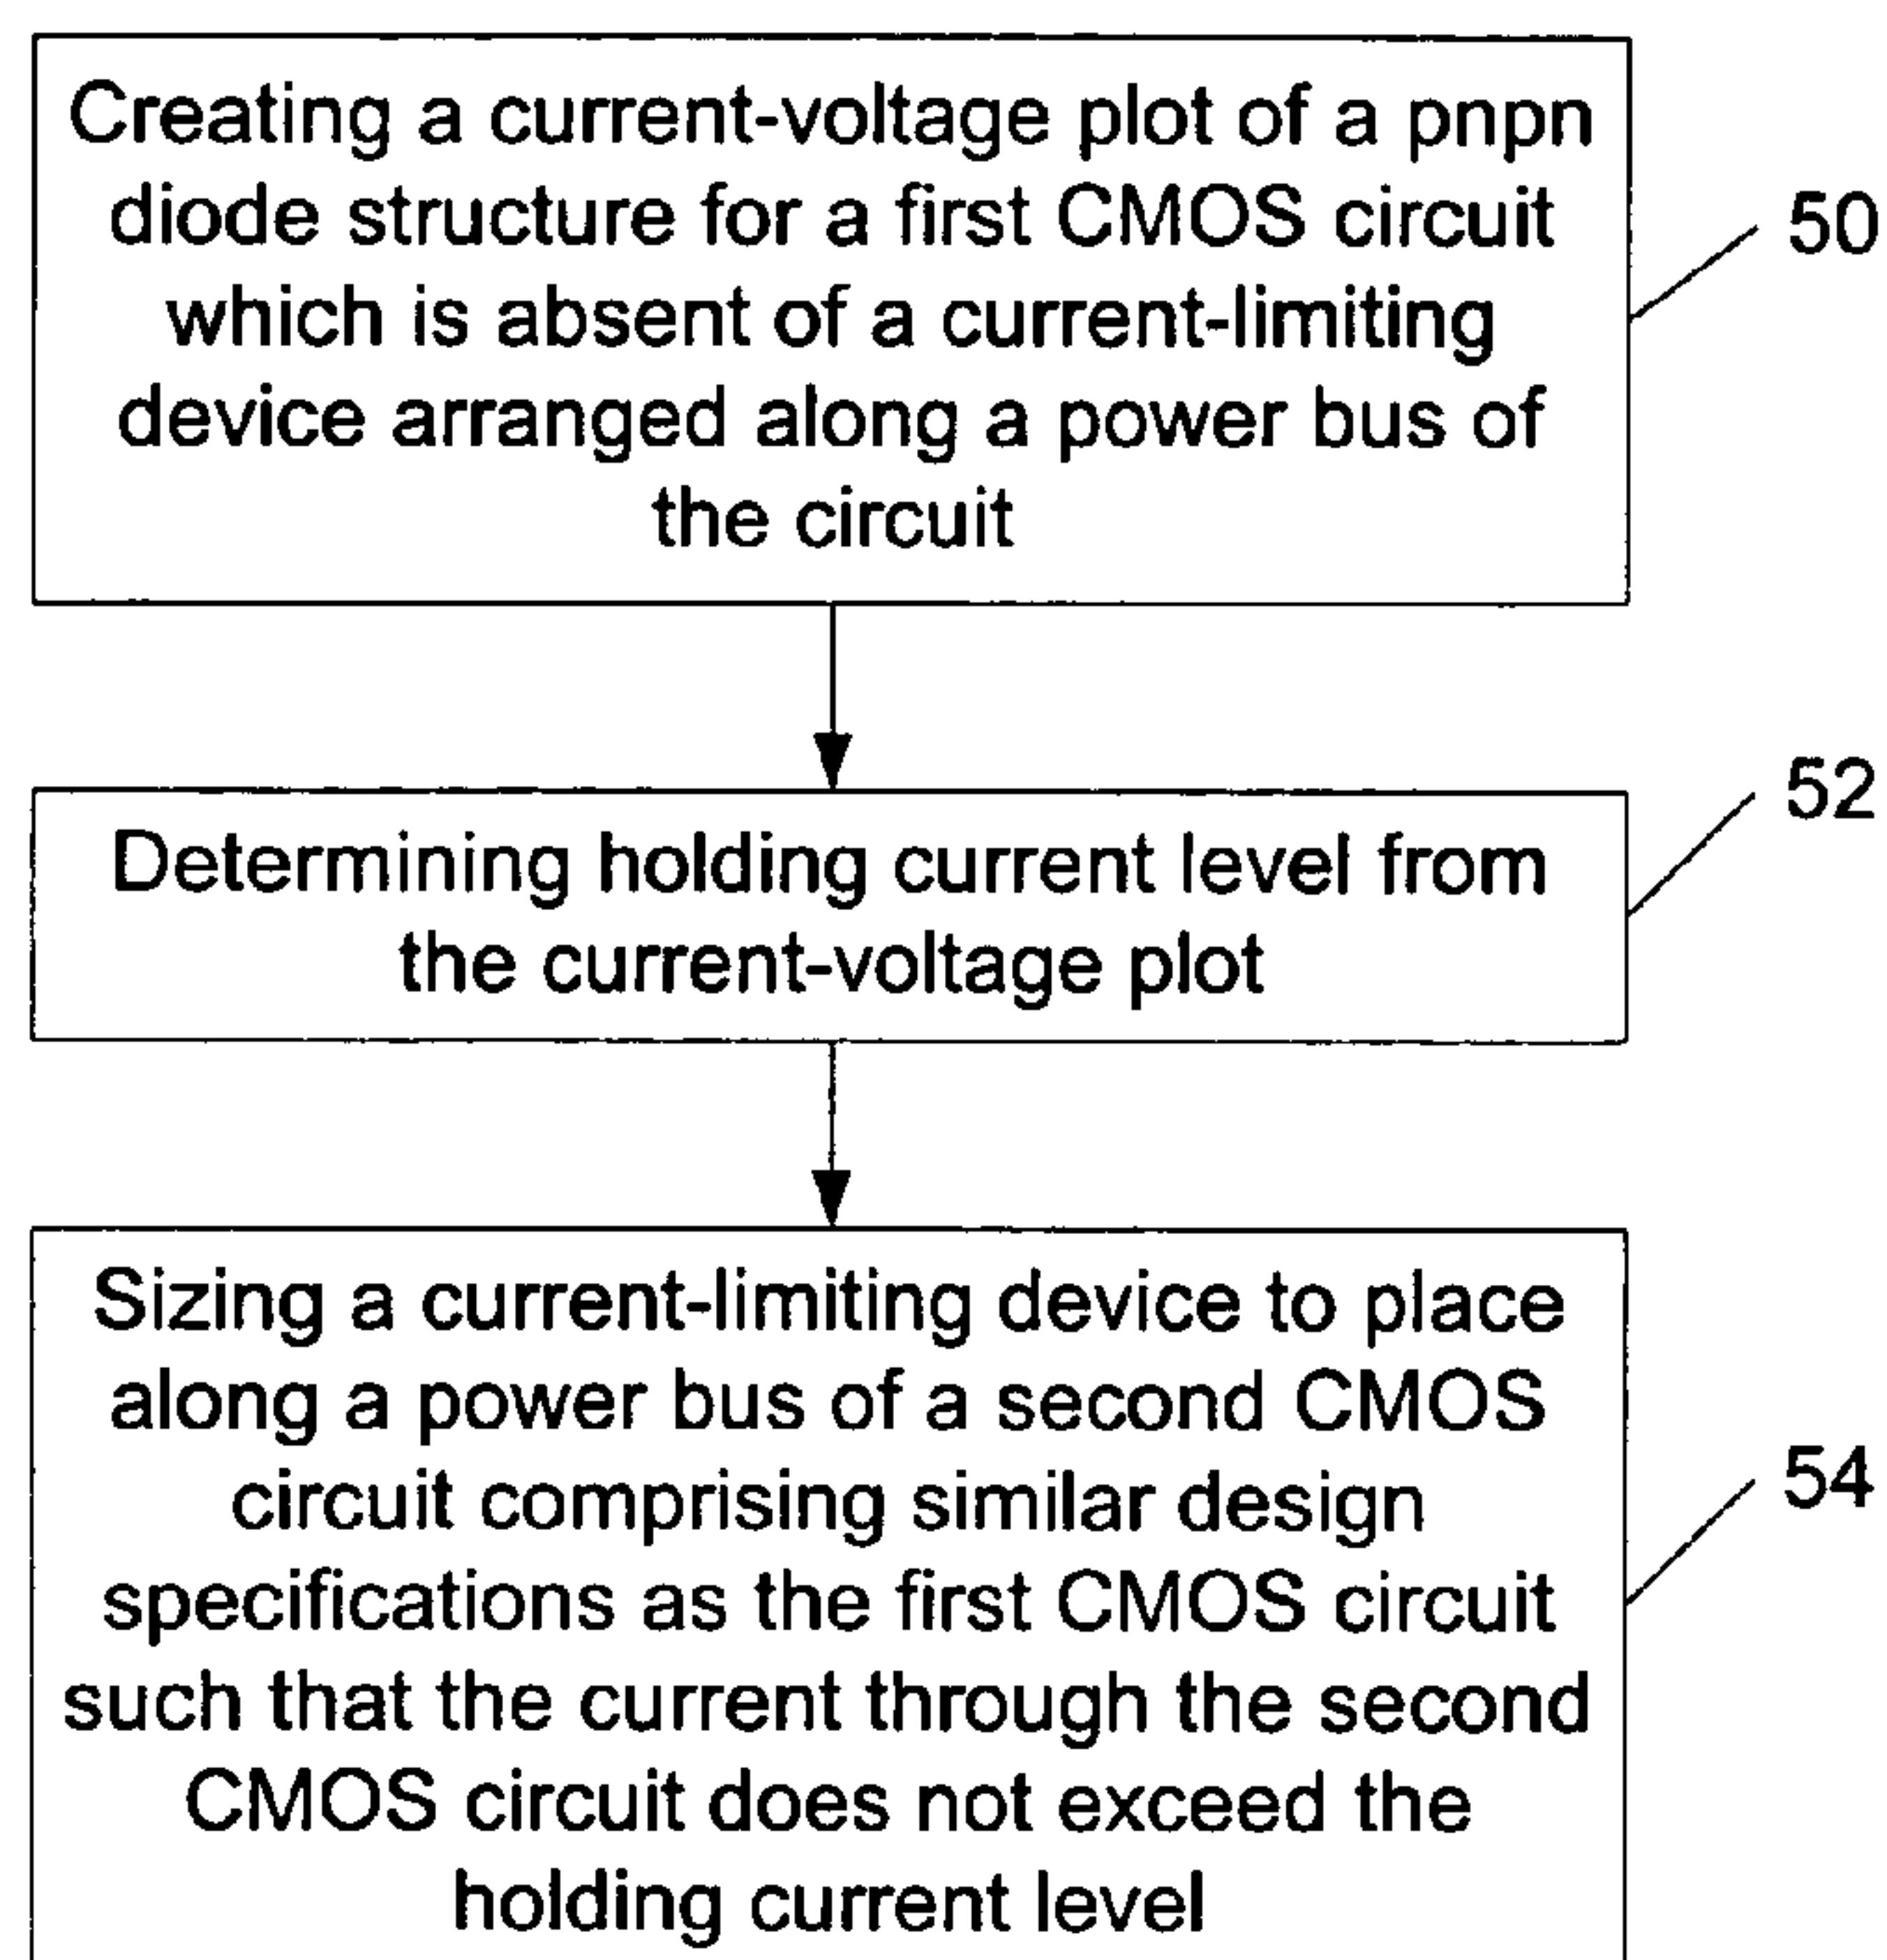 Creating a current-voltage plot of a pnpn
diode structure for a first CMOS circuit
which is absent of a current-limiting
device arranged along a power bus of
the circuit
50
Determining holding current level from
the current-voltage plot
52
Sizing a current-limiting device to place
along a power bus of a second CMOS
circuit comprising similar design
specifications as the first CMOS circuit
such that the current through the second
CMOS circuit does not exceed the
holding current level
54